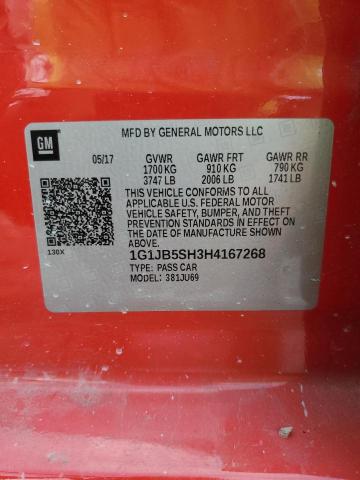 MFD BY GENERAL MOTORS LLC
GM
05/17 GVWR GAWR FRT GAWR RR
1700 KG 910 KG 790 KG
3747 LB 2006 LB 1741 LB
THIS VEHICLE CONFORMS TO ALL
APPLICABLE U.S. FEDERAL MOTOR
VEHICLE SAFETY, BUMPER, AND THEFT
PREVENTION STANDARDS IN EFFECT
ON THE DATE OF MANUFACTURE
SHOWN ABOVE.
1G1JB5SH3H4167268
130X
TYPE: PASS CAR
MODEL: 381JU69